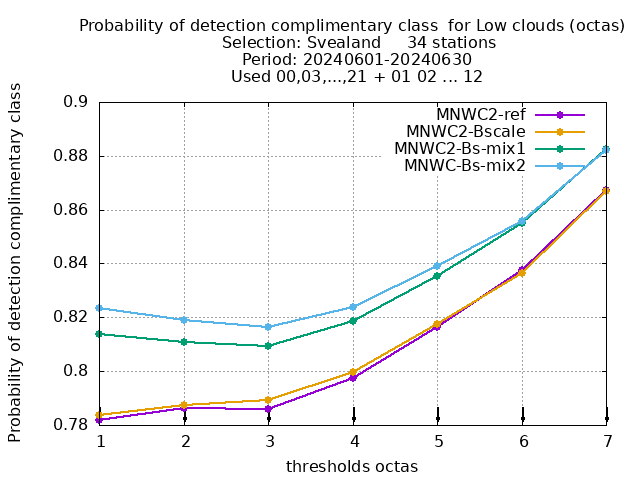 Probability of detection complimentary class  for Low clouds (octas)
Selection: Svealand     34 stations
Period: 20240601-20240630
Used 00,03,...,21 + 01 02 ... 12
Probability of detection complimentary class
0.9
0.88
0.86
0.84
0.82
0.8
0.78
MNWC2-ref
MNWC2-Bscale
MNWC2-Bs-mix1
MNWC-Bs-mix2
1 2 3 4 5 6 7
thresholds octas